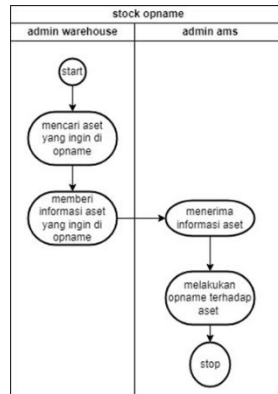 stock opname
admin warehouse
admin ams
start
mencari aset
yang ingin di
opname
memberi
informasi aset
yang ingin di
opname
menerima
informasi aset
melakukan
opname terhadap
aset
stop